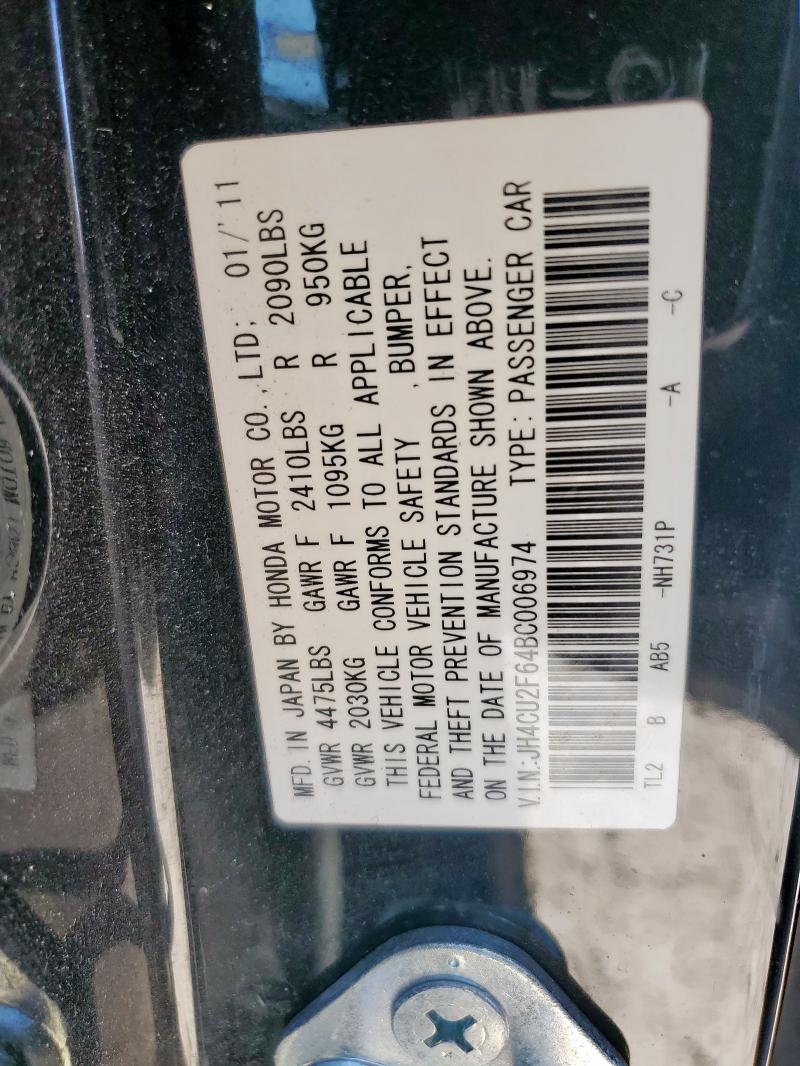 MFD. IN JAPAN BY HONDA MOTOR CO., LTD; 01/'11
GVWR 4475LBS GAWR F 2410LBS R 2090LBS
GVWR 2030KG GAWR F 1095KG R 950KG
THIS VEHICLE CONFORMS TO ALL APPLICABLE
FEDERAL MOTOR VEHICLE SAFETY ,BUMPER,
AND THEFT PREVENTION STANDARDS IN EFFECT
ON THE DATE OF MANUFACTURE SHOWN ABOVE.
V.I.N.:JH4CU2F64BC006974 TYPE:PASSENGER CAR
TL2 B AB5 -NH731P -A -C